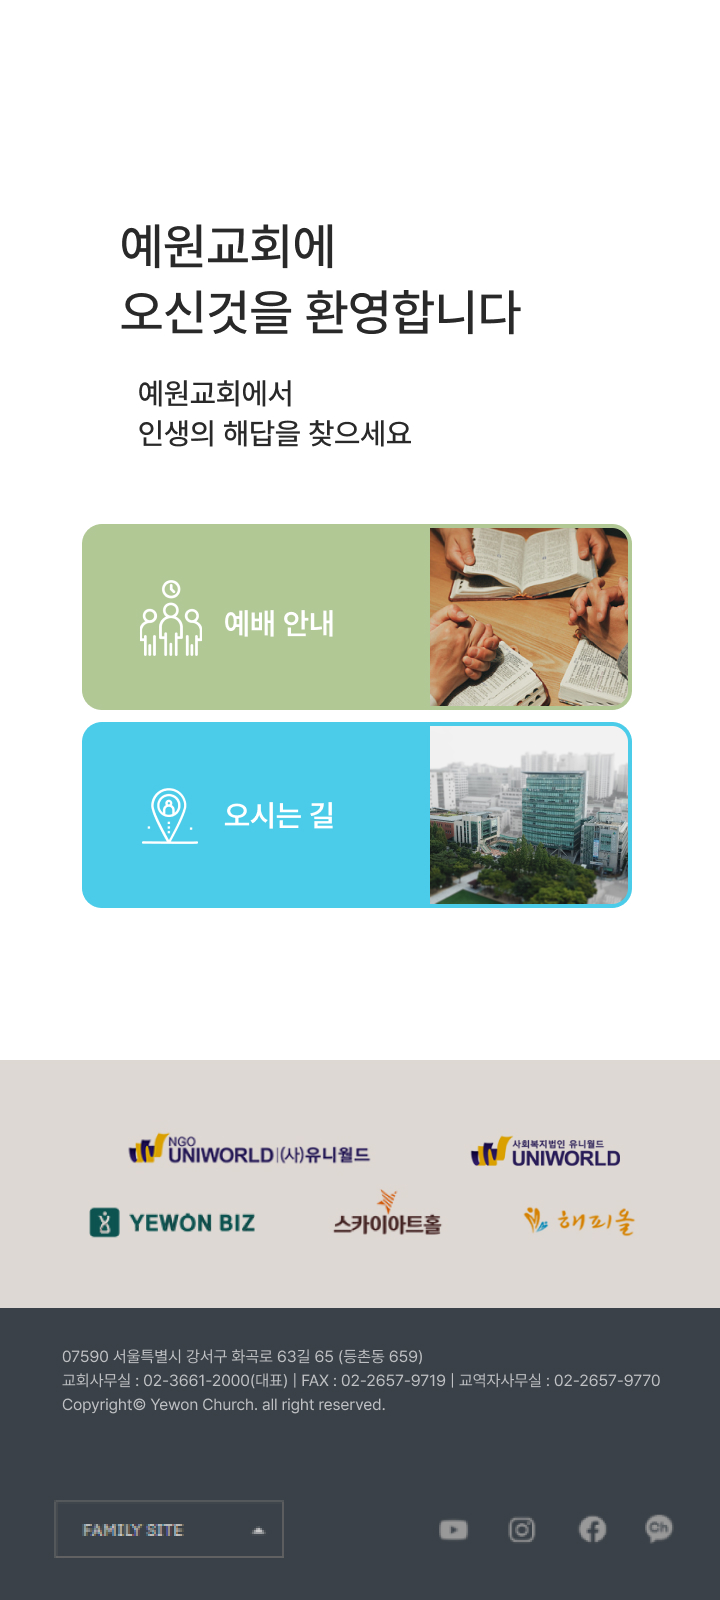 예원교회에
오신것을 환영합니다
예원교회에서
인생의 해답을 찾으세요
예배 안내
오시는 길
NGO
UNIWORLD (사)유니월드
사회복지법인 유니월드
UNIWORLD
YEWON BIZ
스카이아트홀
해피올
07590 서울특별시 강서구 화곡로 63길 65 (등촌동 659)
교회사무실 : 02-3661-2000(대표) | FAX : 02-2657-9719 | 교역자사무실 : 02-2657-9770
Copyright© Yewon Church. all right reserved.
FAMILY SITE
Ch